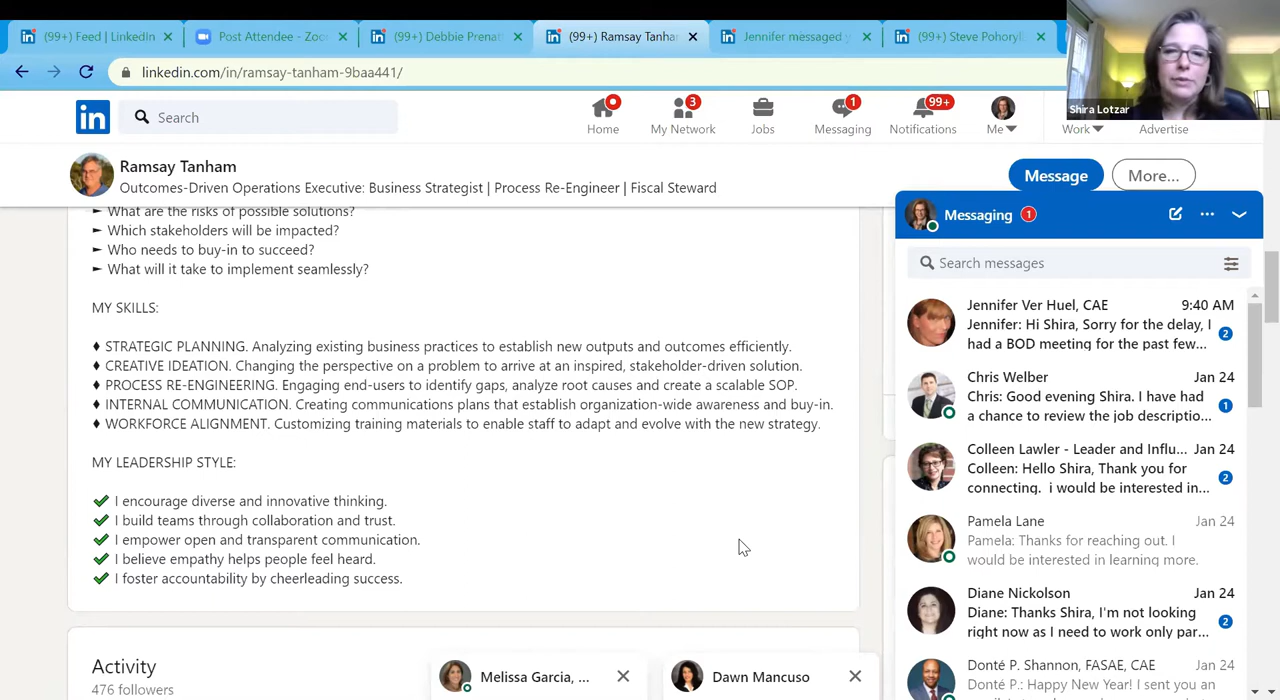 (99+) Feed | LinkedIn
Post Attendee - Zoo
(99+) Debbie Prenat
(99+) Ramsay Tanha
Jennifer messaged y
(99+) Steve Pohoryll
linkedin.com/in/ramsay-tanham-9baa441/
Shira Lotzar
in
Search
Home
3
My Network
Jobs
1
Messaging
99+
Notifications
Me
Work
Advertise
Ramsay Tanham
Outcomes-Driven Operations Executive: Business Strategist | Process Re-Engineer | Fiscal Steward
Message
More...
► What are the risks of possible solutions?
► Which stakeholders will be impacted?
► Who needs to buy-in to succeed?
► What will it take to implement seamlessly?
MY SKILLS:
♦ STRATEGIC PLANNING. Analyzing existing business practices to establish new outputs and outcomes efficiently.
♦ CREATIVE IDEATION. Changing the perspective on a problem to arrive at an inspired, stakeholder-driven solution.
♦ PROCESS RE-ENGINEERING. Engaging end-users to identify gaps, analyze root causes and create a scalable SOP.
♦ INTERNAL COMMUNICATION. Creating communications plans that establish organization-wide awareness and buy-in.
♦ WORKFORCE ALIGNMENT. Customizing training materials to enable staff to adapt and evolve with the new strategy.
MY LEADERSHIP STYLE:
✔ I encourage diverse and innovative thinking.
✔ I build teams through collaboration and trust.
✔ I empower open and transparent communication.
✔ I believe empathy helps people feel heard.
✔ I foster accountability by cheerleading success.
Activity
476 followers
Melissa Garcia, ...
Dawn Mancuso
Messaging 1
Search messages
Jennifer Ver Huel, CAE 9:40 AM
Jennifer: Hi Shira, Sorry for the delay, I
had a BOD meeting for the past few...
2
Chris Welber Jan 24
Chris: Good evening Shira. I have had
a chance to review the job descriptio...
1
Colleen Lawler - Leader and Influ... Jan 24
Colleen: Hello Shira, Thank you for
connecting. i would be interested in...
2
Pamela Lane Jan 24
Pamela: Thanks for reaching out. I
would be interested in learning more.
Diane Nickolson Jan 24
Diane: Thanks Shira, I'm not looking
right now as I need to work only par...
2
Donté P. Shannon, FASAE, CAE Jan 24
Donté P.: Happy New Year! I sent you